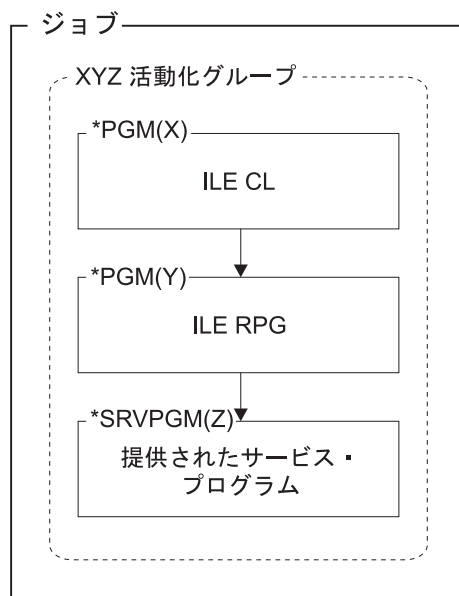 ジョブ
XYZ 活動化グループ
*PGM(X)
ILE CL
*PGM(Y)
ILE RPG
*SRVPGM(Z)
提供されたサービス・
プログラム